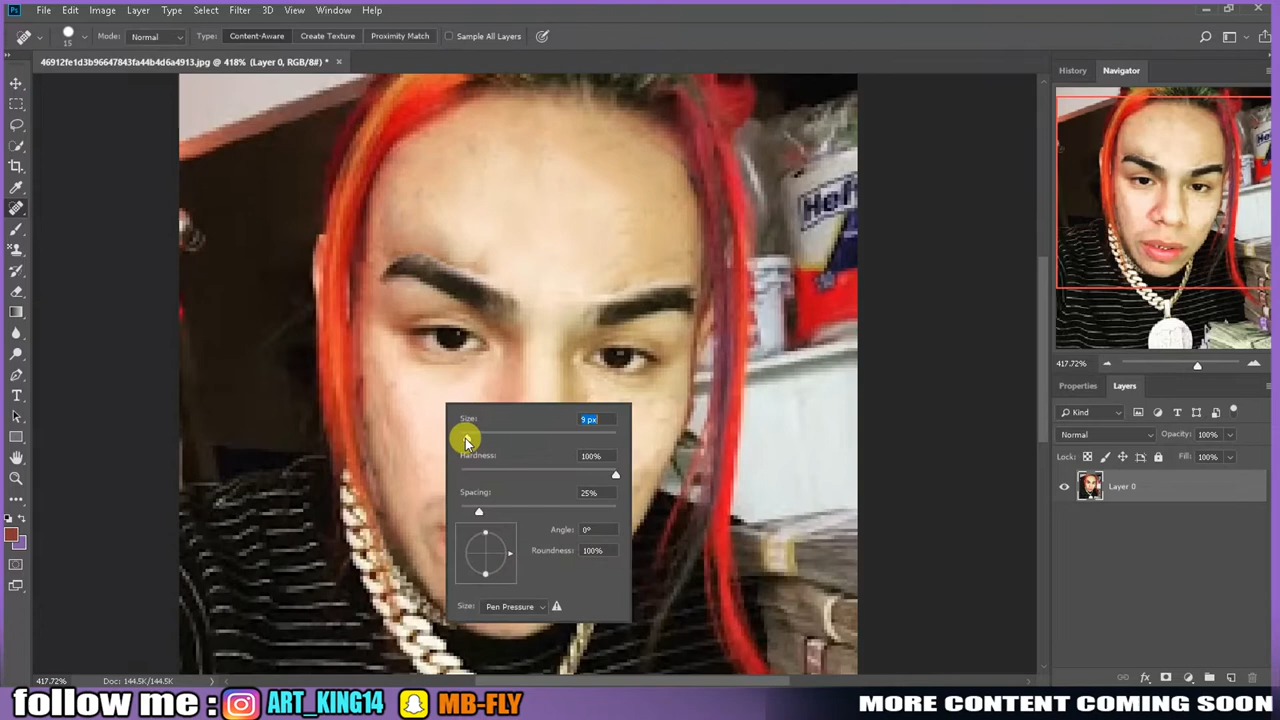 Ps File Edit Image Layer Type Select Filter 3D View Window Help
15 Mode: Normal Type: Content-Aware Create Texture Proximity Match Sample All Layers
46912fe1d3b96647843fa44b4d6a4913.jpg @ 418% (Layer 0, RGB/8#) * ×
History Navigator
417.72%
Properties Layers
Kind
Normal Opacity: 100%
Lock: Fill: 100%
Layer 0
Size: 9 px
Hardness: 100%
Spacing: 25%
Angle: 0°
Roundness: 100%
Size: Pen Pressure
417.72% Doc: 144.5K/144.5K
follow me : ART_KING14 MB-FLY MORE CONTENT COMING SOON